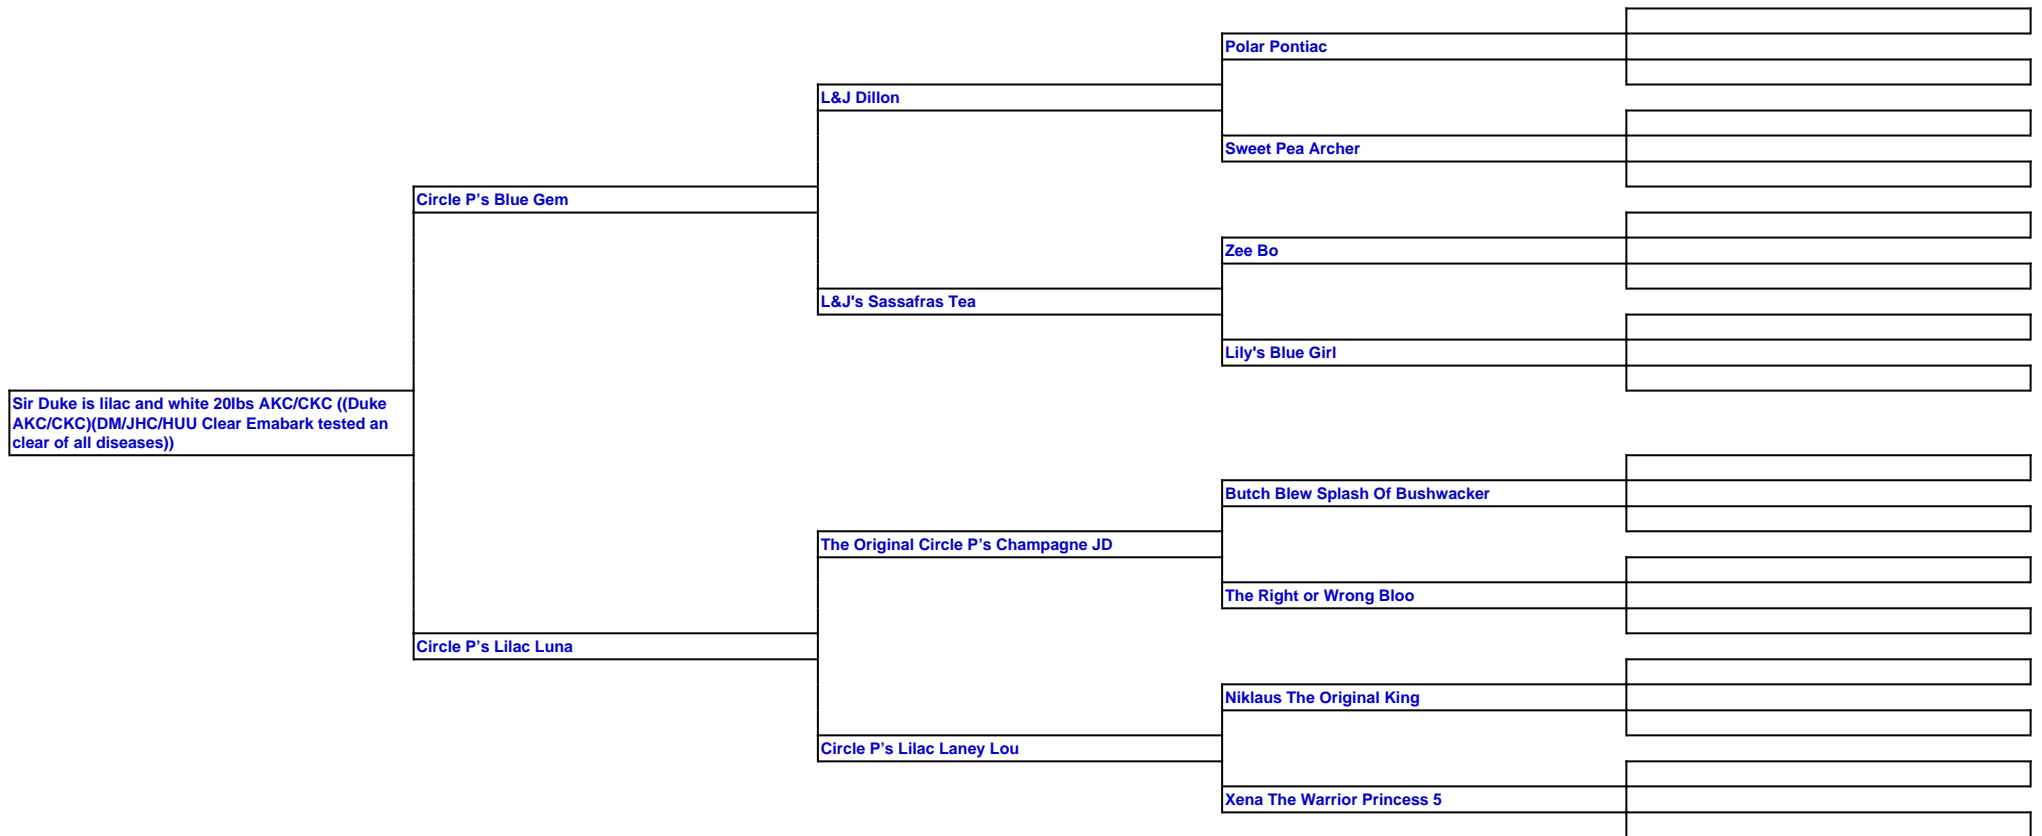 Polar Pontiac
L&J Dillon
Sweet Pea Archer
Circle P’s Blue Gem
Zee Bo
L&J's Sassafras Tea
Lily's Blue Girl
Sir Duke is lilac and white 20lbs AKC/CKC ((Duke
AKC/CKC)(DM/JHC/HUU Clear Emabark tested an
clear of all diseases))
Butch Blew Splash Of Bushwacker
The Original Circle P’s Champagne JD
The Right or Wrong Bloo
Circle P’s Lilac Luna
Niklaus The Original King
Circle P’s Lilac Laney Lou
Xena The Warrior Princess 5